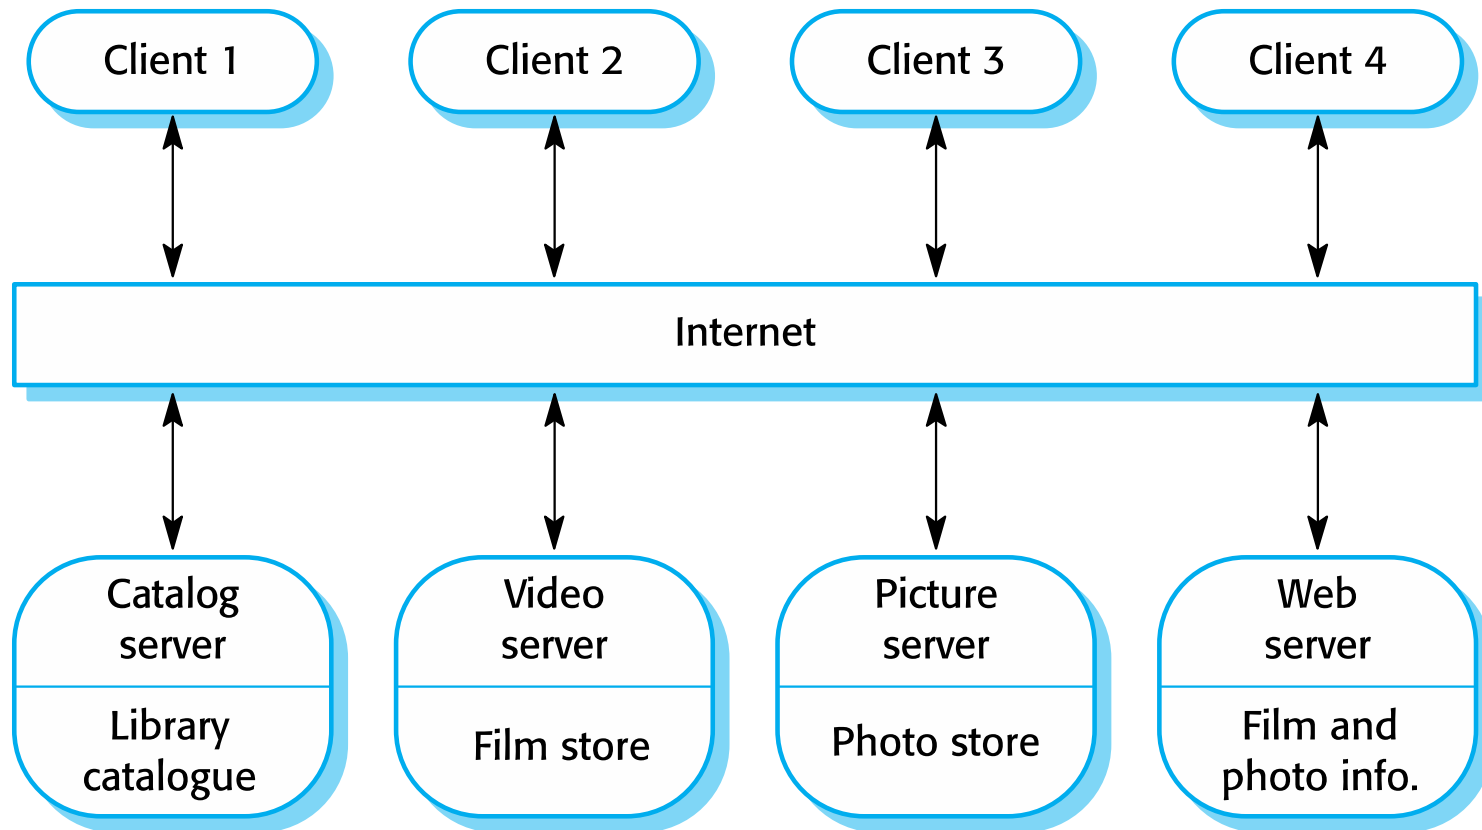 Client 1
Client 2
Client 3
Client 4
Internet
Catalog
server
Library
catalogue
Video
server
Film store
Picture
server
Photo store
Web
server
Film and
photo info.